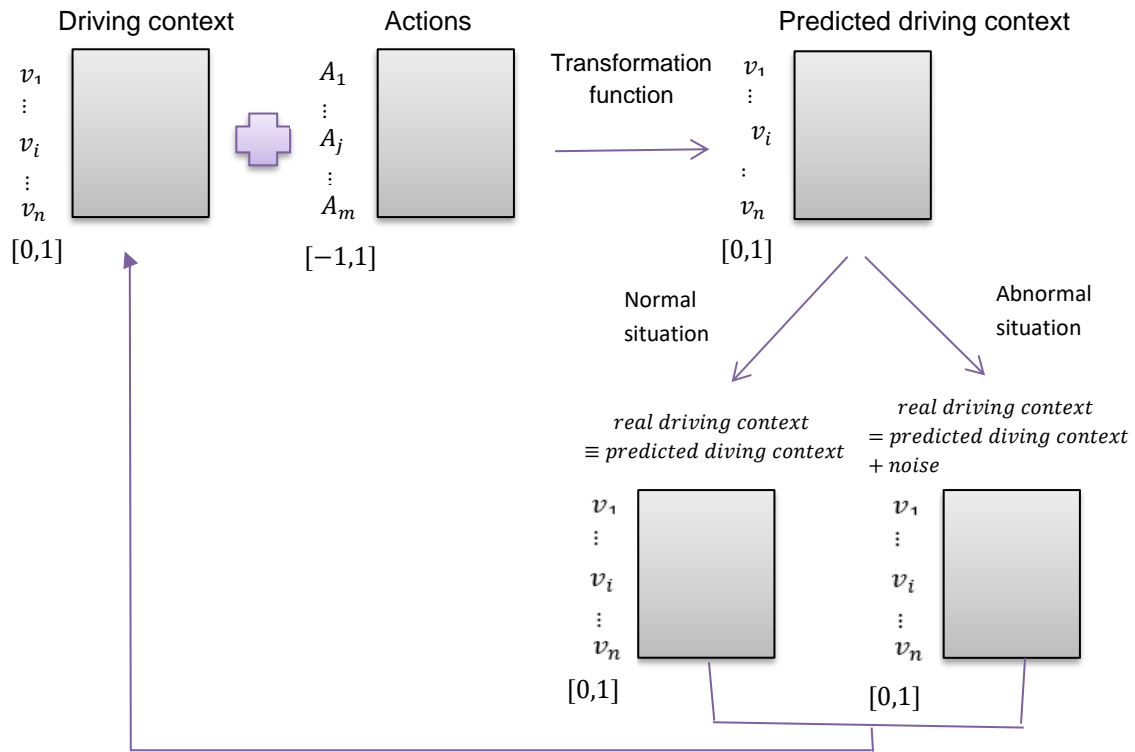 Driving context
Actions
Predicted driving context
v₁
⋮
vᵢ
⋮
vₙ
[0,1]
A₁
⋮
Aⱼ
⋮
Aₘ
[−1,1]
Transformation
function
v₁
⋮
vᵢ
:
vₙ
[0,1]
Normal
situation
Abnormal
situation
real driving context
≡ predicted diving context
real driving context
= predicted diving context
+ noise
v₁
⋮
vᵢ
⋮
vₙ
[0,1]
v₁
⋮
vᵢ
⋮
vₙ
[0,1]